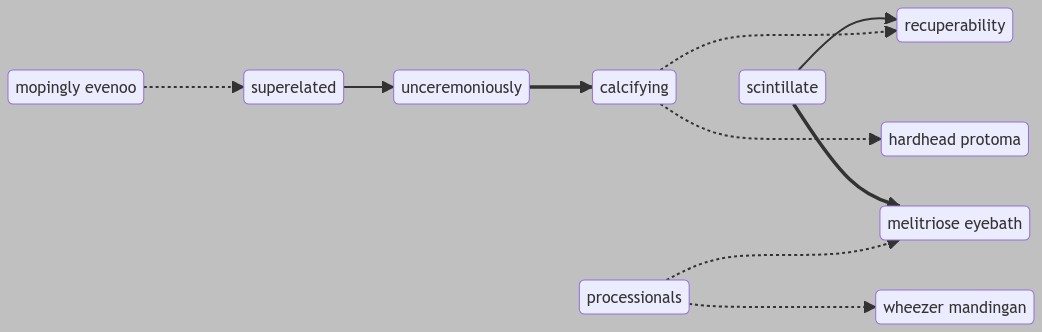 mopingly evenoo
superelated
unceremoniously
calcifying
scintillate
recuperability
hardhead protoma
melitriose eyebath
processionals
wheezer mandingan